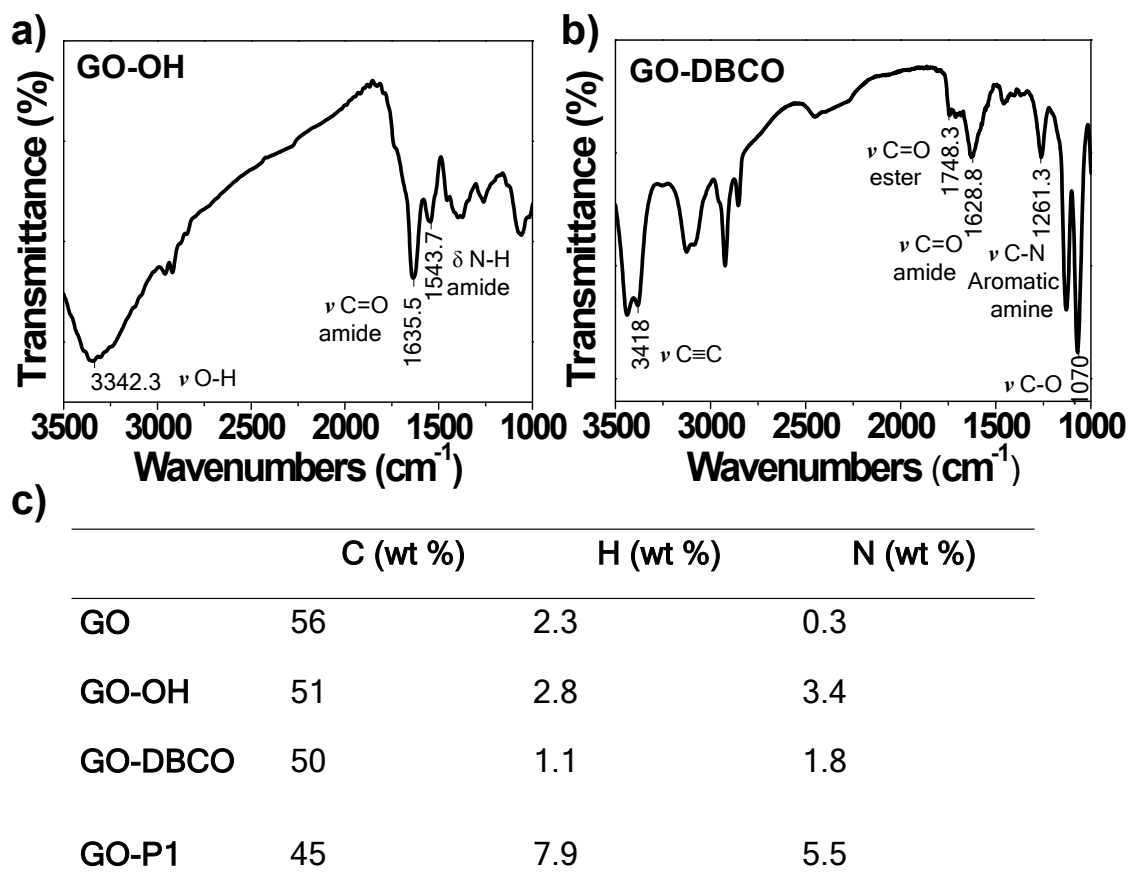 a)
GO-OH
Transmittance (%)
3342.3 ν O-H
ν C=O
amide
1635.5
1543.7
δ N-H
amide
3500 3000 2500 2000 1500 1000
Wavenumbers (cm-1)
b)
GO-DBCO
Transmittance (%)
3418
ν C≡C
ν C=O
ester
1748.3
1628.8
ν C=O
amide
1261.3
ν C-N
Aromatic
amine
ν C-O
1070
3500 3000 2500 2000 1500 1000
Wavenumbers (cm-1)
c)
C (wt %) H (wt %) N (wt %)
GO 56 2.3 0.3
GO-OH 51 2.8 3.4
GO-DBCO 50 1.1 1.8
GO-P1 45 7.9 5.5